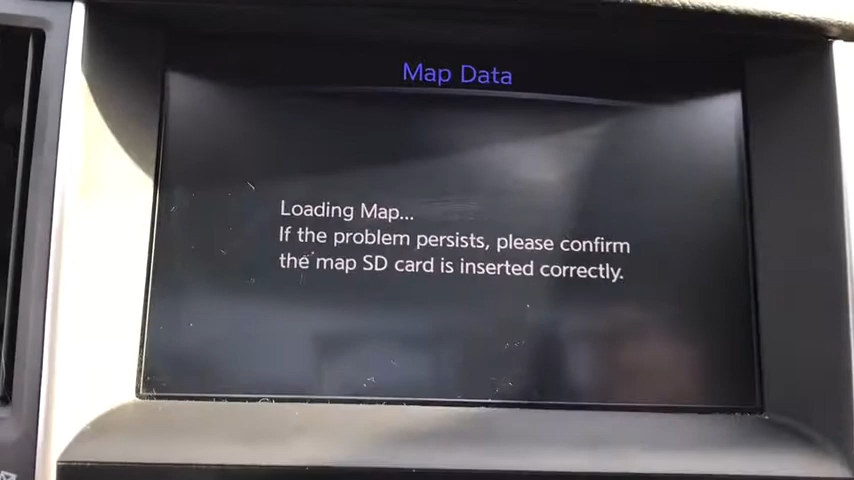 Map Data
Loading Map...
If the problem persists, please confirm
the map SD card is inserted correctly.